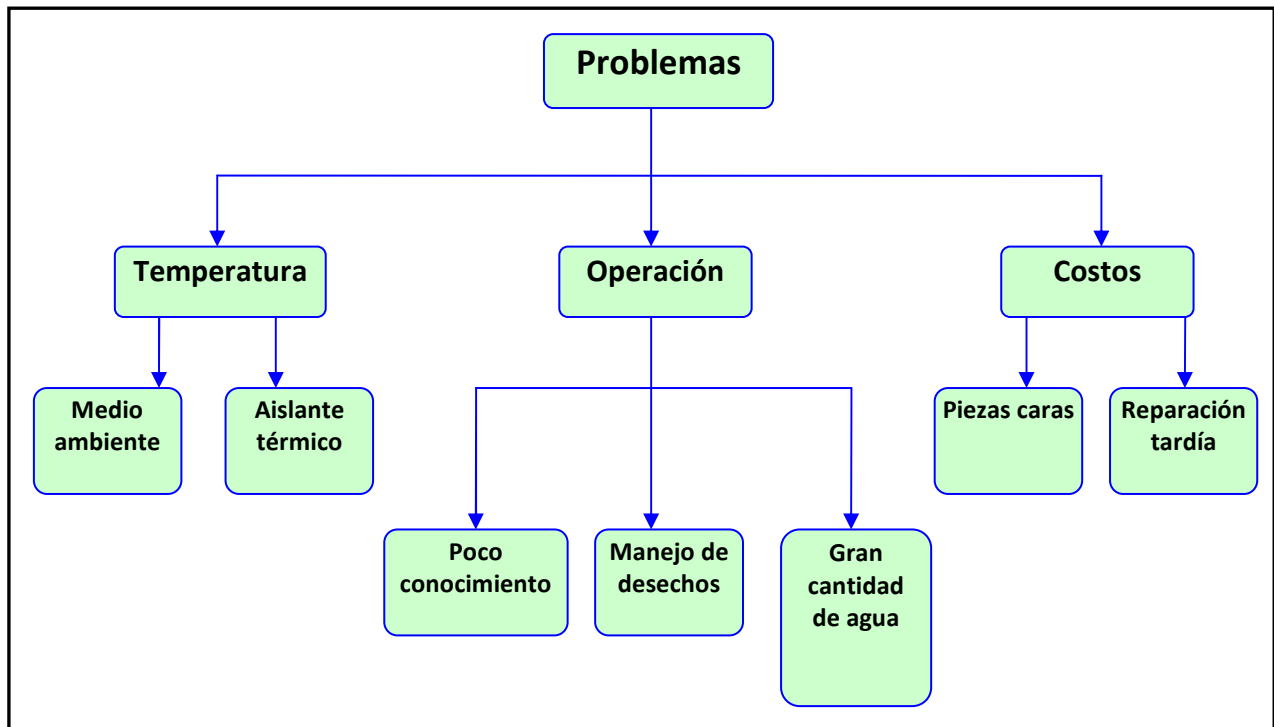 Problemas
Temperatura
Operación
Costos
Medio
ambiente
Aislante
térmico
Piezas caras
Reparación
tardía
Poco
conocimiento
Manejo de
desechos
Gran
cantidad
de agua